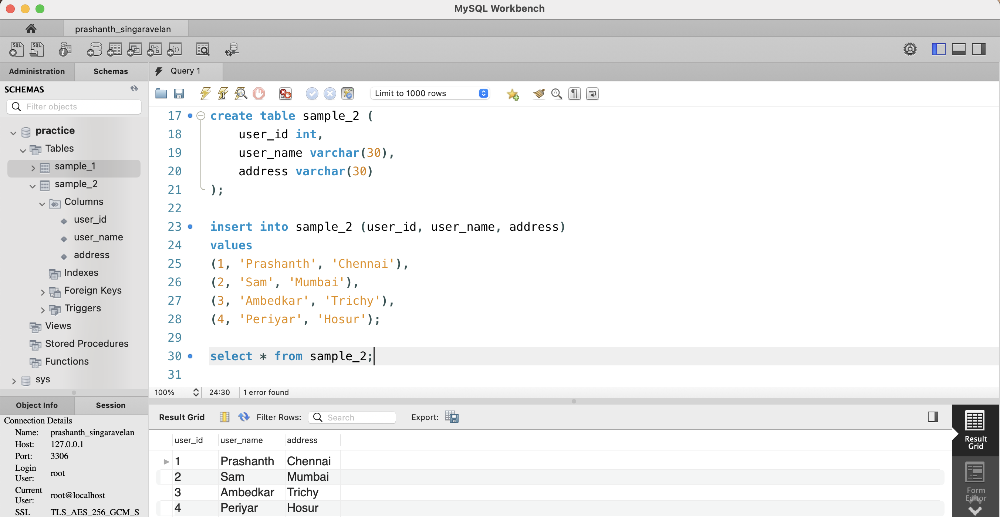 MySQL Workbench
prashanth_singaravelan
Administration
Schemas
Query 1
SCHEMAS
Filter objects
Limit to 1000 rows
practice
Tables
sample_1
sample_2
Columns
user_id
user_name
address
Indexes
Foreign Keys
Triggers
Views
Stored Procedures
Functions
sys
17 create table sample_2 (
18 user_id int,
19 user_name varchar(30),
20 address varchar(30)
21 );
22
23 insert into sample_2 (user_id, user_name, address)
24 values
25 (1, 'Prashanth', 'Chennai'),
26 (2, 'Sam', 'Mumbai'),
27 (3, 'Ambedkar', 'Trichy'),
28 (4, 'Periyar', 'Hosur');
29
30 select * from sample_2;
31
100% 24:30 1 error found
Object Info
Session
Connection Details
Name: prashanth_singaravelan
Host: 127.0.0.1
Port: 3306
Login
User: root
Current
User: root@localhost
SSL TLS_AES_256_GCM_S
Result Grid Filter Rows: Search Export:
user_id user_name address
1 Prashanth Chennai
2 Sam Mumbai
3 Ambedkar Trichy
4 Periyar Hosur
Result
Grid
Form
Editor